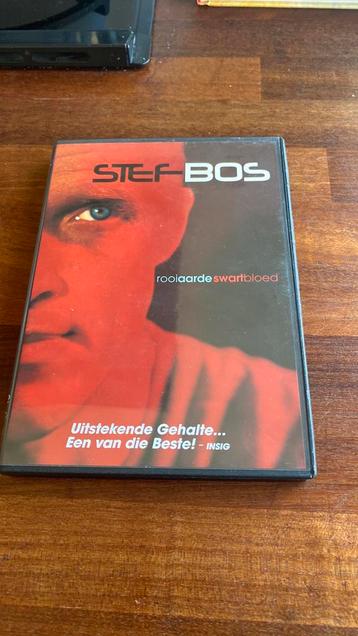 STEF BOS
rooiaardeswartbloed
Uitstekende Gehalte...
Een van die Beste! - INSIG